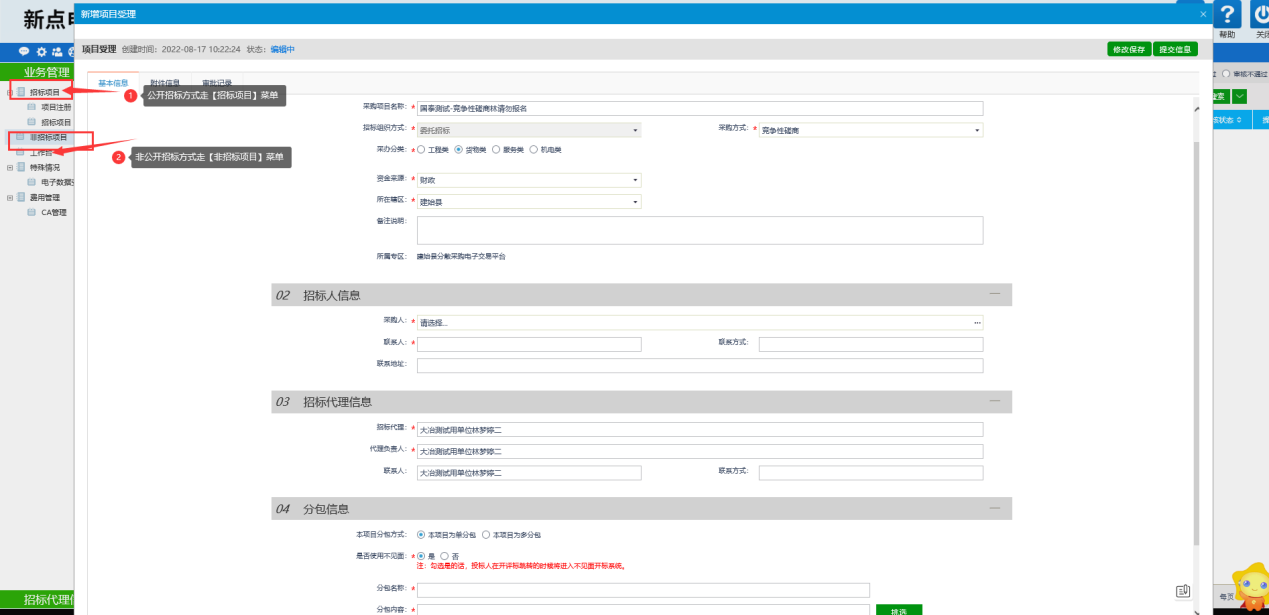 新点电
新增项目受理
帮助
关闭
项目受理 创建时间：2022-08-17 10:22:24 状态：编辑中
修改保存 提交信息
业务管理
招标项目
项目注册
招标项目
非招标项目
工作台
特殊情况
电子数据
费用管理
CA管理
招标代理
基本信息 附件信息 审批记录
1 公开招标方式走【招标项目】菜单
2 非公开招标方式走【非招标项目】菜单
采购项目名称：* 国泰测试-竞争性磋商林请勿报名
招标组织方式：* 委托招标 采购方式：* 竞争性磋商
采办分类：* 工程类 货物类 服务类 机电类
资金来源：* 财政
所在辖区：* 建始县
备注说明：
所属专区：建始县分散采购电子交易平台
02 招标人信息
采购人：* 请选择...
联系人：* 联系方式：
联系地址：
03 招标代理信息
招标代理：* 大冶测试用单位林梦婷二
代理负责人：* 大冶测试用单位林梦婷二
联系人：大冶测试用单位林梦婷二 联系方式：
04 分包信息
本项目分包方式：本项目为单分包 本项目为多分包
是否使用不见面：* 是 否
注：勾选是的话，投标人在开评标跳转的时候将进入不见面开标系统。
分包名称：*
分包内容：* 挑选
审核不通过
每页